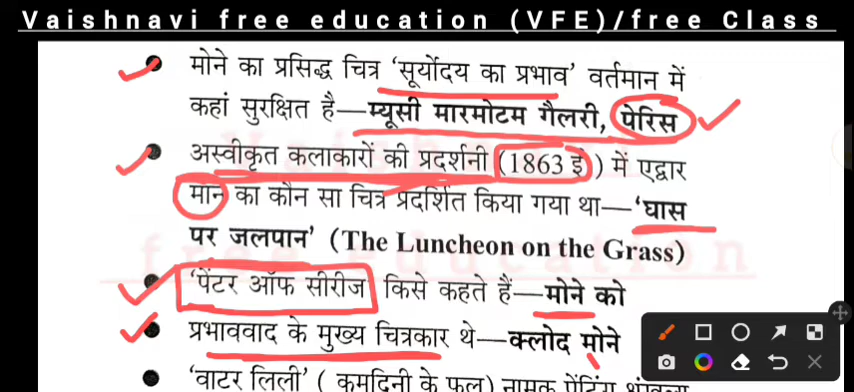 Vaishnavi free education (VFE)/free Class
मोने का प्रसिद्ध चित्र ‘सूर्योदय का प्रभाव’ वर्तमान में
कहां सुरक्षित है—म्यूसी मारमोटम गैलरी, पेरिस
अस्वीकृत कलाकारों की प्रदर्शनी (1863 इ) में एद्वार
मान का कौन सा चित्र प्रदर्शित किया गया था—‘घास
पर जलपान’ (The Luncheon on the Grass)
‘पेंटर ऑफ सीरीज किसे कहते हैं—मोने को
प्रभाववाद के मुख्य चित्रकार थे—क्लोद मोने
‘वाटर लिली’ ( कुमुदिनी के फूल) नामक पेंटिंग